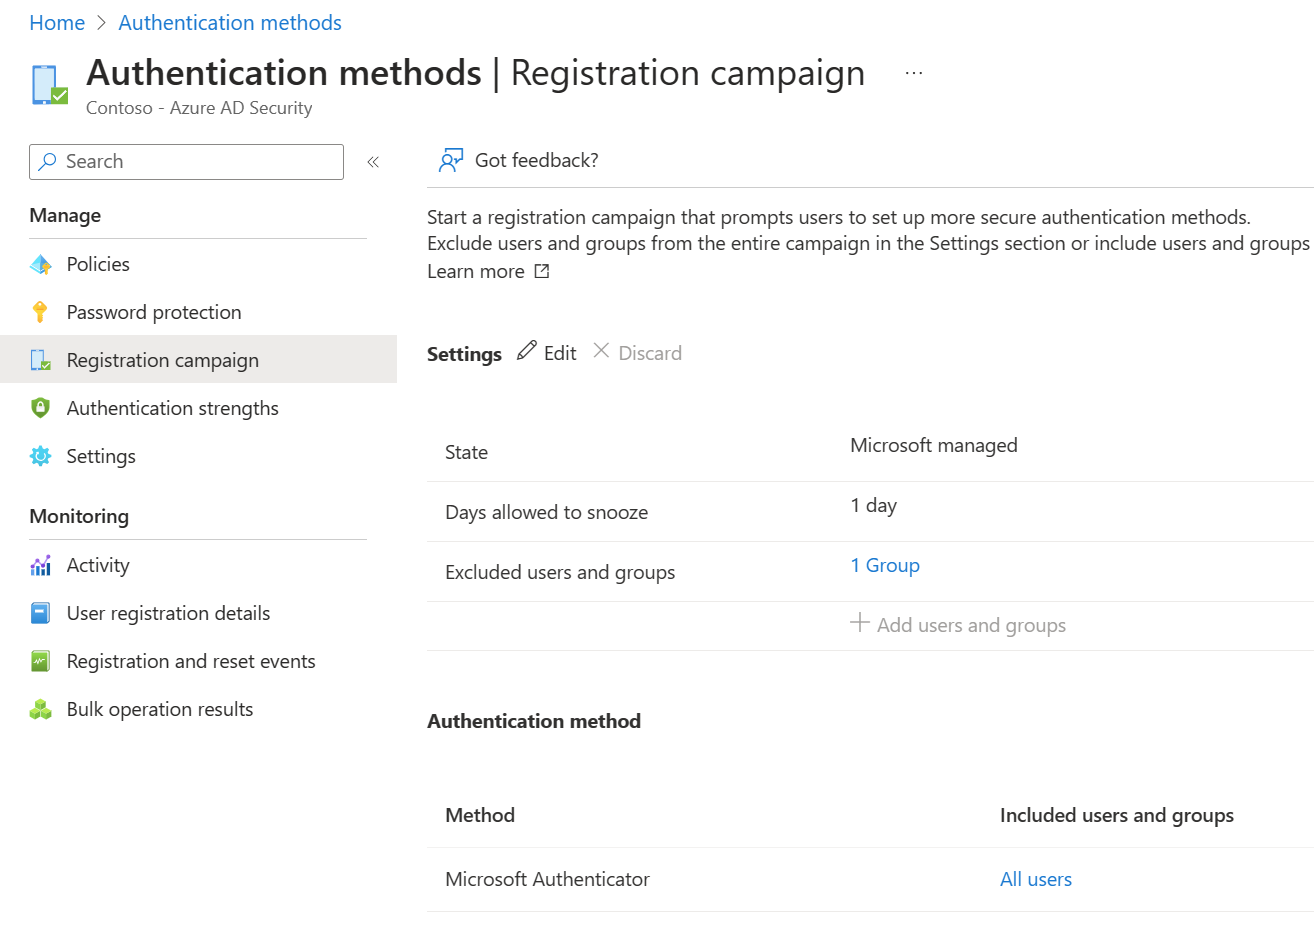 Home > Authentication methods
Authentication methods | Registration campaign ...
Contoso - Azure AD Security
Search «
Manage
Policies
Password protection
Registration campaign
Authentication strengths
Settings
Monitoring
Activity
User registration details
Registration and reset events
Bulk operation results
Got feedback?
Start a registration campaign that prompts users to set up more secure authentication methods.
Exclude users and groups from the entire campaign in the Settings section or include users and groups
Learn more
Settings Edit Discard
State Microsoft managed
Days allowed to snooze 1 day
Excluded users and groups 1 Group
Add users and groups
Authentication method
Method Included users and groups
Microsoft Authenticator All users